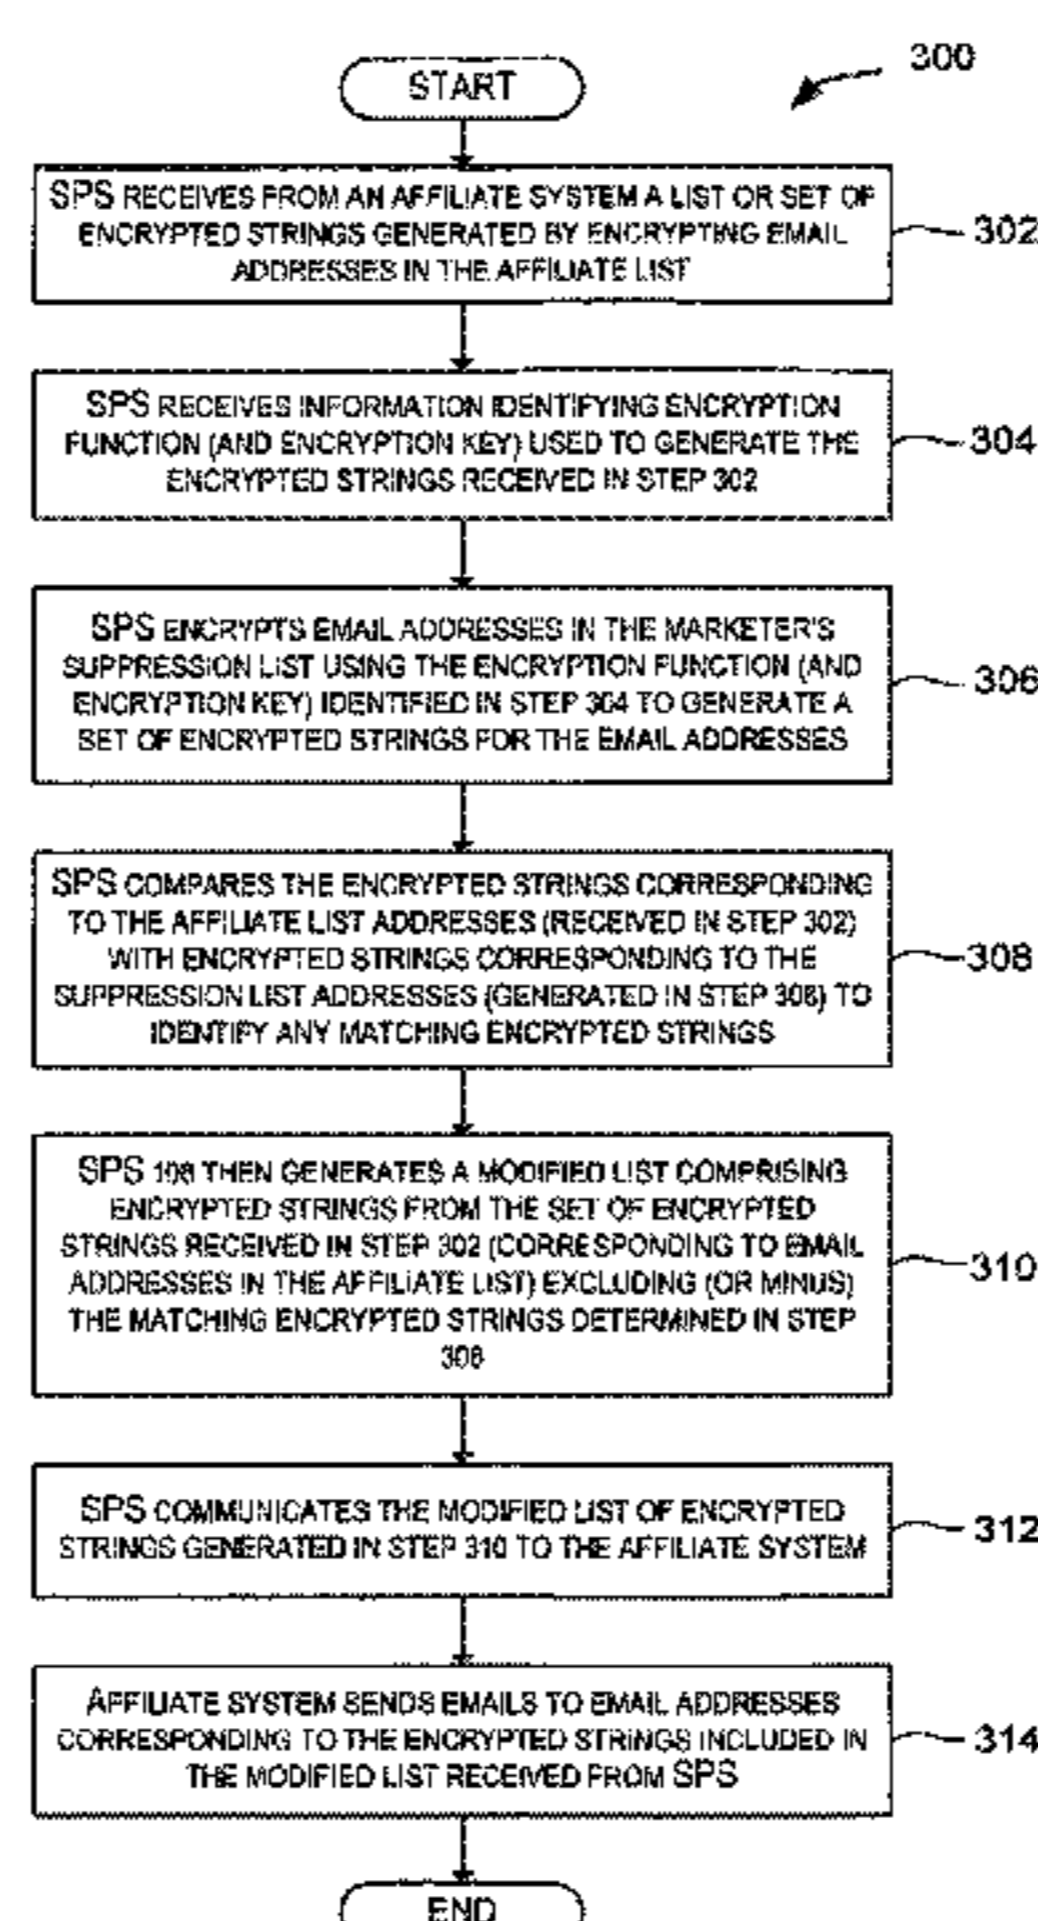 300
START
SPS RECEIVES FROM AN AFFILIATE SYSTEM A LIST OR SET OF
ENCRYPTED STRINGS GENERATED BY ENCRYPTING EMAIL
ADDRESSES IN THE AFFILIATE LIST
302
SPS RECEIVES INFORMATION IDENTIFYING ENCRYPTION
FUNCTION (AND ENCRYPTION KEY) USED TO GENERATE THE
ENCRYPTED STRINGS RECEIVED IN STEP 302
304
SPS ENCRYPTS EMAIL ADDRESSES IN THE MARKETER'S
SUPPRESSION LIST USING THE ENCRYPTION FUNCTION (AND
ENCRYPTION KEY) IDENTIFIED IN STEP 304 TO GENERATE A
SET OF ENCRYPTED STRINGS FOR THE EMAIL ADDRESSES
306
SPS COMPARES THE ENCRYPTED STRINGS CORRESPONDING
TO THE AFFILIATE LIST ADDRESSES (RECEIVED IN STEP 302)
WITH ENCRYPTED STRINGS CORRESPONDING TO THE
SUPPRESSION LIST ADDRESSES (GENERATED IN STEP 306) TO
IDENTIFY ANY MATCHING ENCRYPTED STRINGS
308
SPS 108 THEN GENERATES A MODIFIED LIST COMPRISING
ENCRYPTED STRINGS FROM THE SET OF ENCRYPTED
STRINGS RECEIVED IN STEP 302 (CORRESPONDING TO EMAIL
ADDRESSES IN THE AFFILIATE LIST) EXCLUDING (OR MINUS)
THE MATCHING ENCRYPTED STRINGS DETERMINED IN STEP
308
310
SPS COMMUNICATES THE MODIFIED LIST OF ENCRYPTED
STRINGS GENERATED IN STEP 310 TO THE AFFILIATE SYSTEM
312
AFFILIATE SYSTEM SENDS EMAILS TO EMAIL ADDRESSES
CORRESPONDING TO THE ENCRYPTED STRINGS INCLUDED IN
THE MODIFIED LIST RECEIVED FROM SPS
314
END